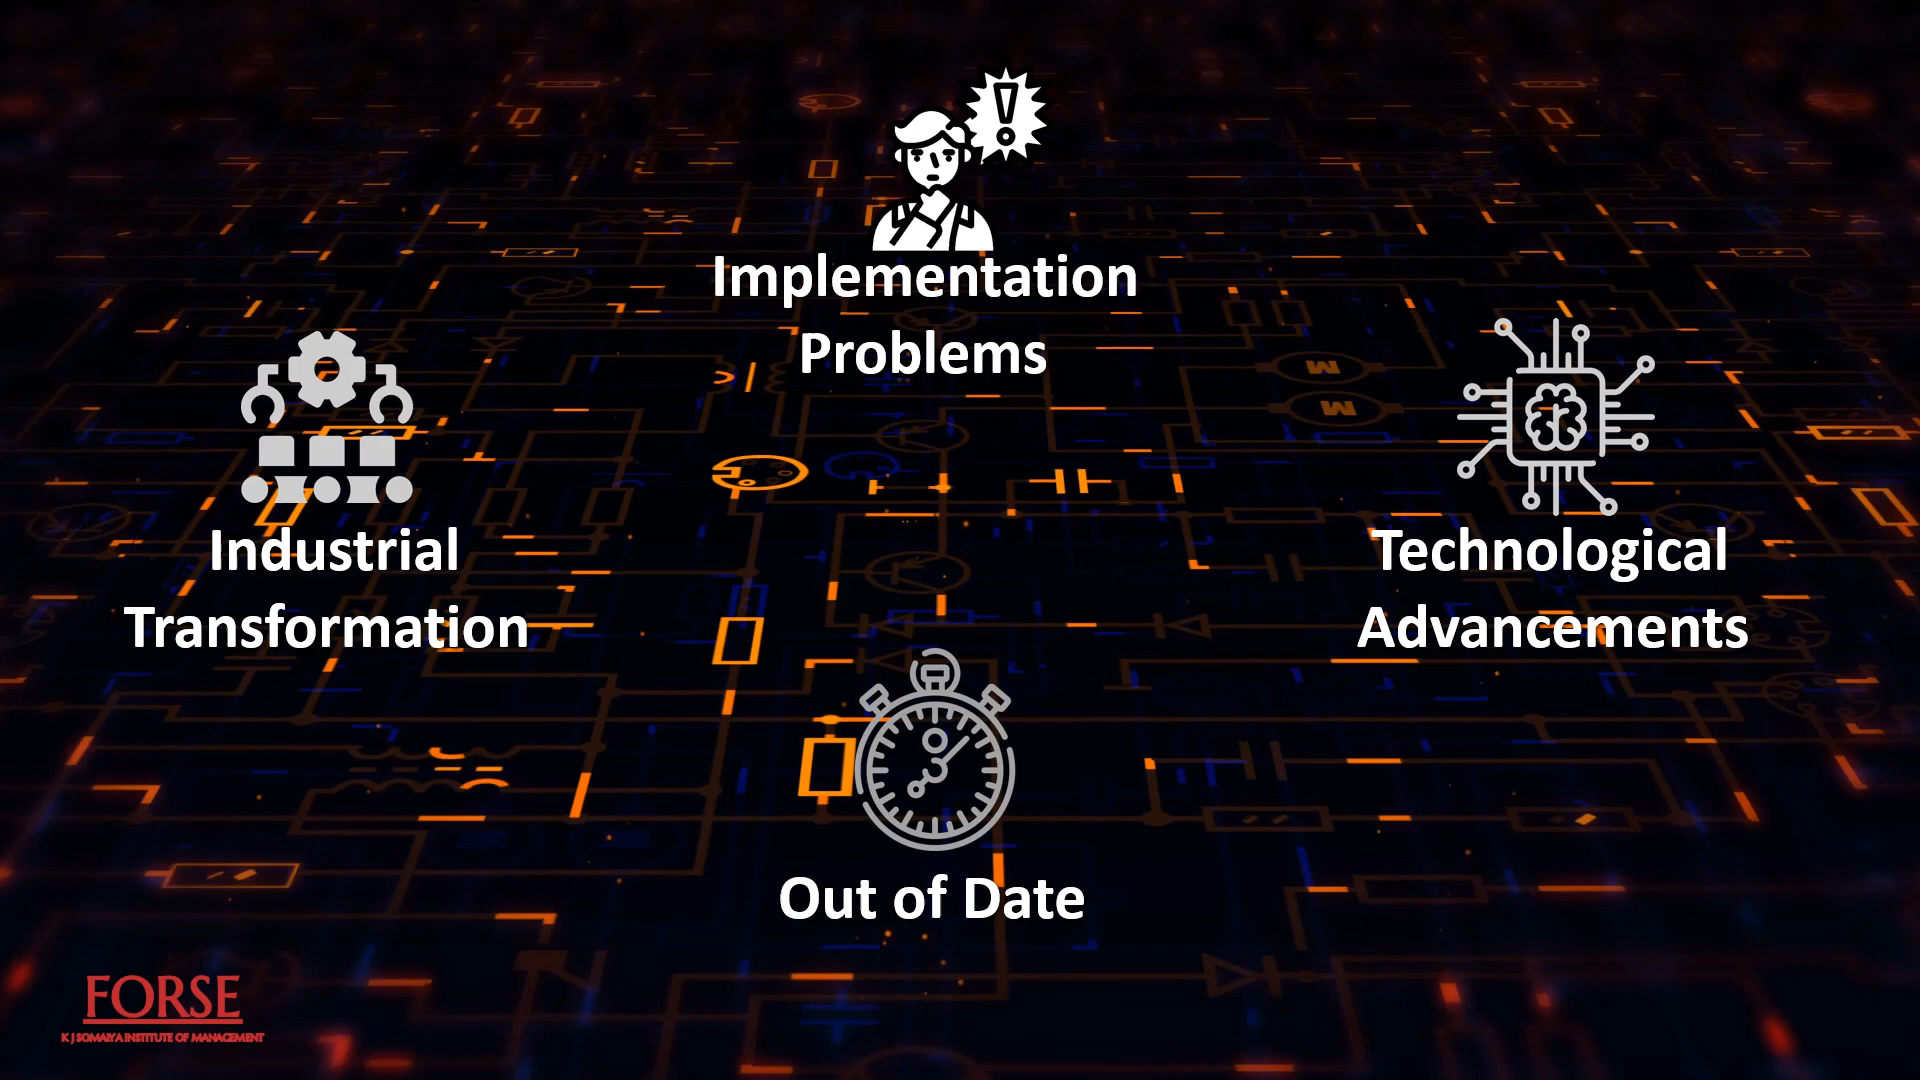 Implementation
Problems
Industrial
Transformation
Technological
Advancements
Out of Date
FORSE
K J SOMAIYA INSTITUTE OF MANAGEMENT